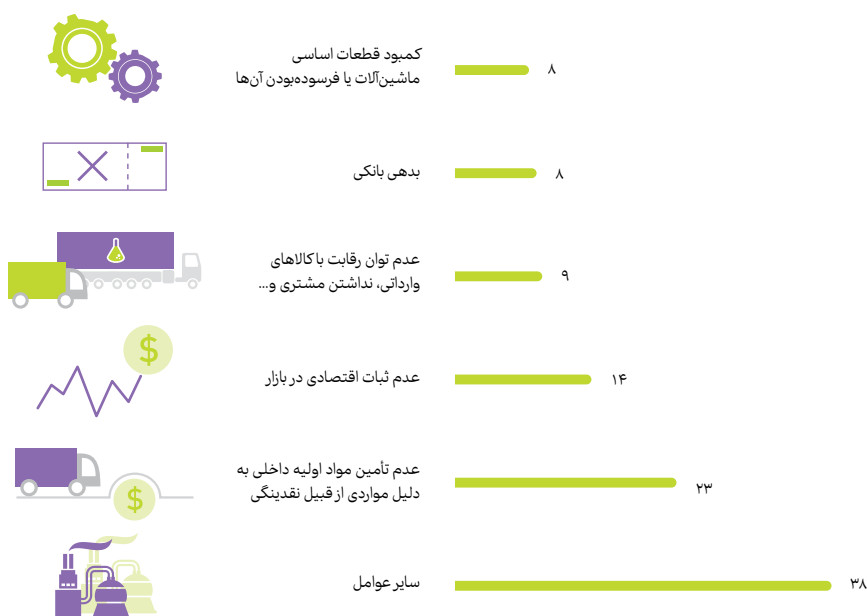 کمبود قطعات اساسی
ماشین‌آلات یا فرسوده‌بودن آن‌ها
۸
بدهی بانکی
۸
عدم توان رقابت با کالاهای
وارداتی، نداشتن مشتری و...
۹
$
عدم ثبات اقتصادی در بازار
۱۴
$
عدم تأمین مواد اولیه داخلی به
دلیل مواردی از قبیل نقدینگی
۲۳
سایر عوامل
۳۸